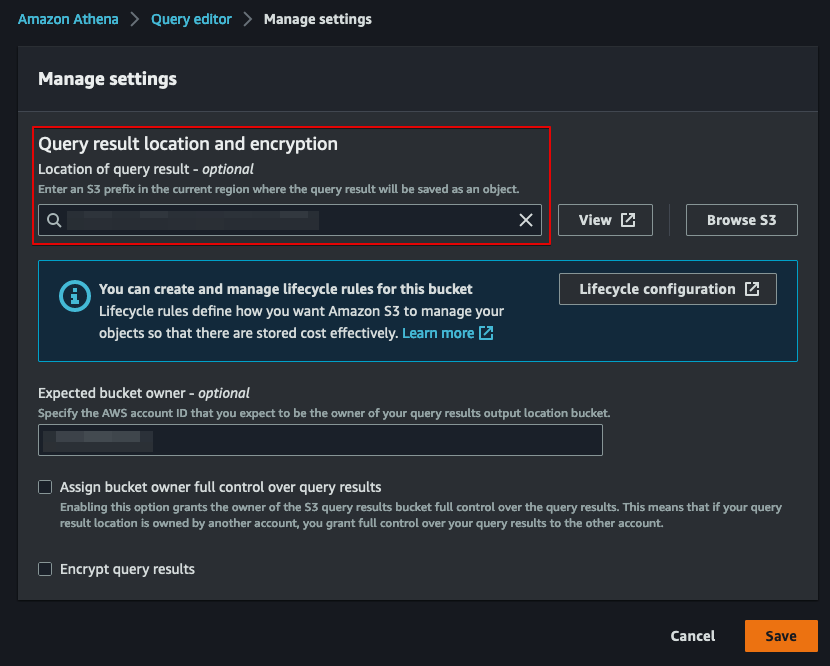 Amazon Athena > Query editor > Manage settings
Manage settings
Query result location and encryption
Location of query result - optional
Enter an S3 prefix in the current region where the query result will be saved as an object.
View
Browse S3
You can create and manage lifecycle rules for this bucket
Lifecycle configuration
Lifecycle rules define how you want Amazon S3 to manage your
objects so that there are stored cost effectively. Learn more
Expected bucket owner - optional
Specify the AWS account ID that you expect to be the owner of your query results output location bucket.
Assign bucket owner full control over query results
Enabling this option grants the owner of the S3 query results bucket full control over the query results. This means that if your query
result location is owned by another account, you grant full control over your query results to the other account.
Encrypt query results
Cancel
Save